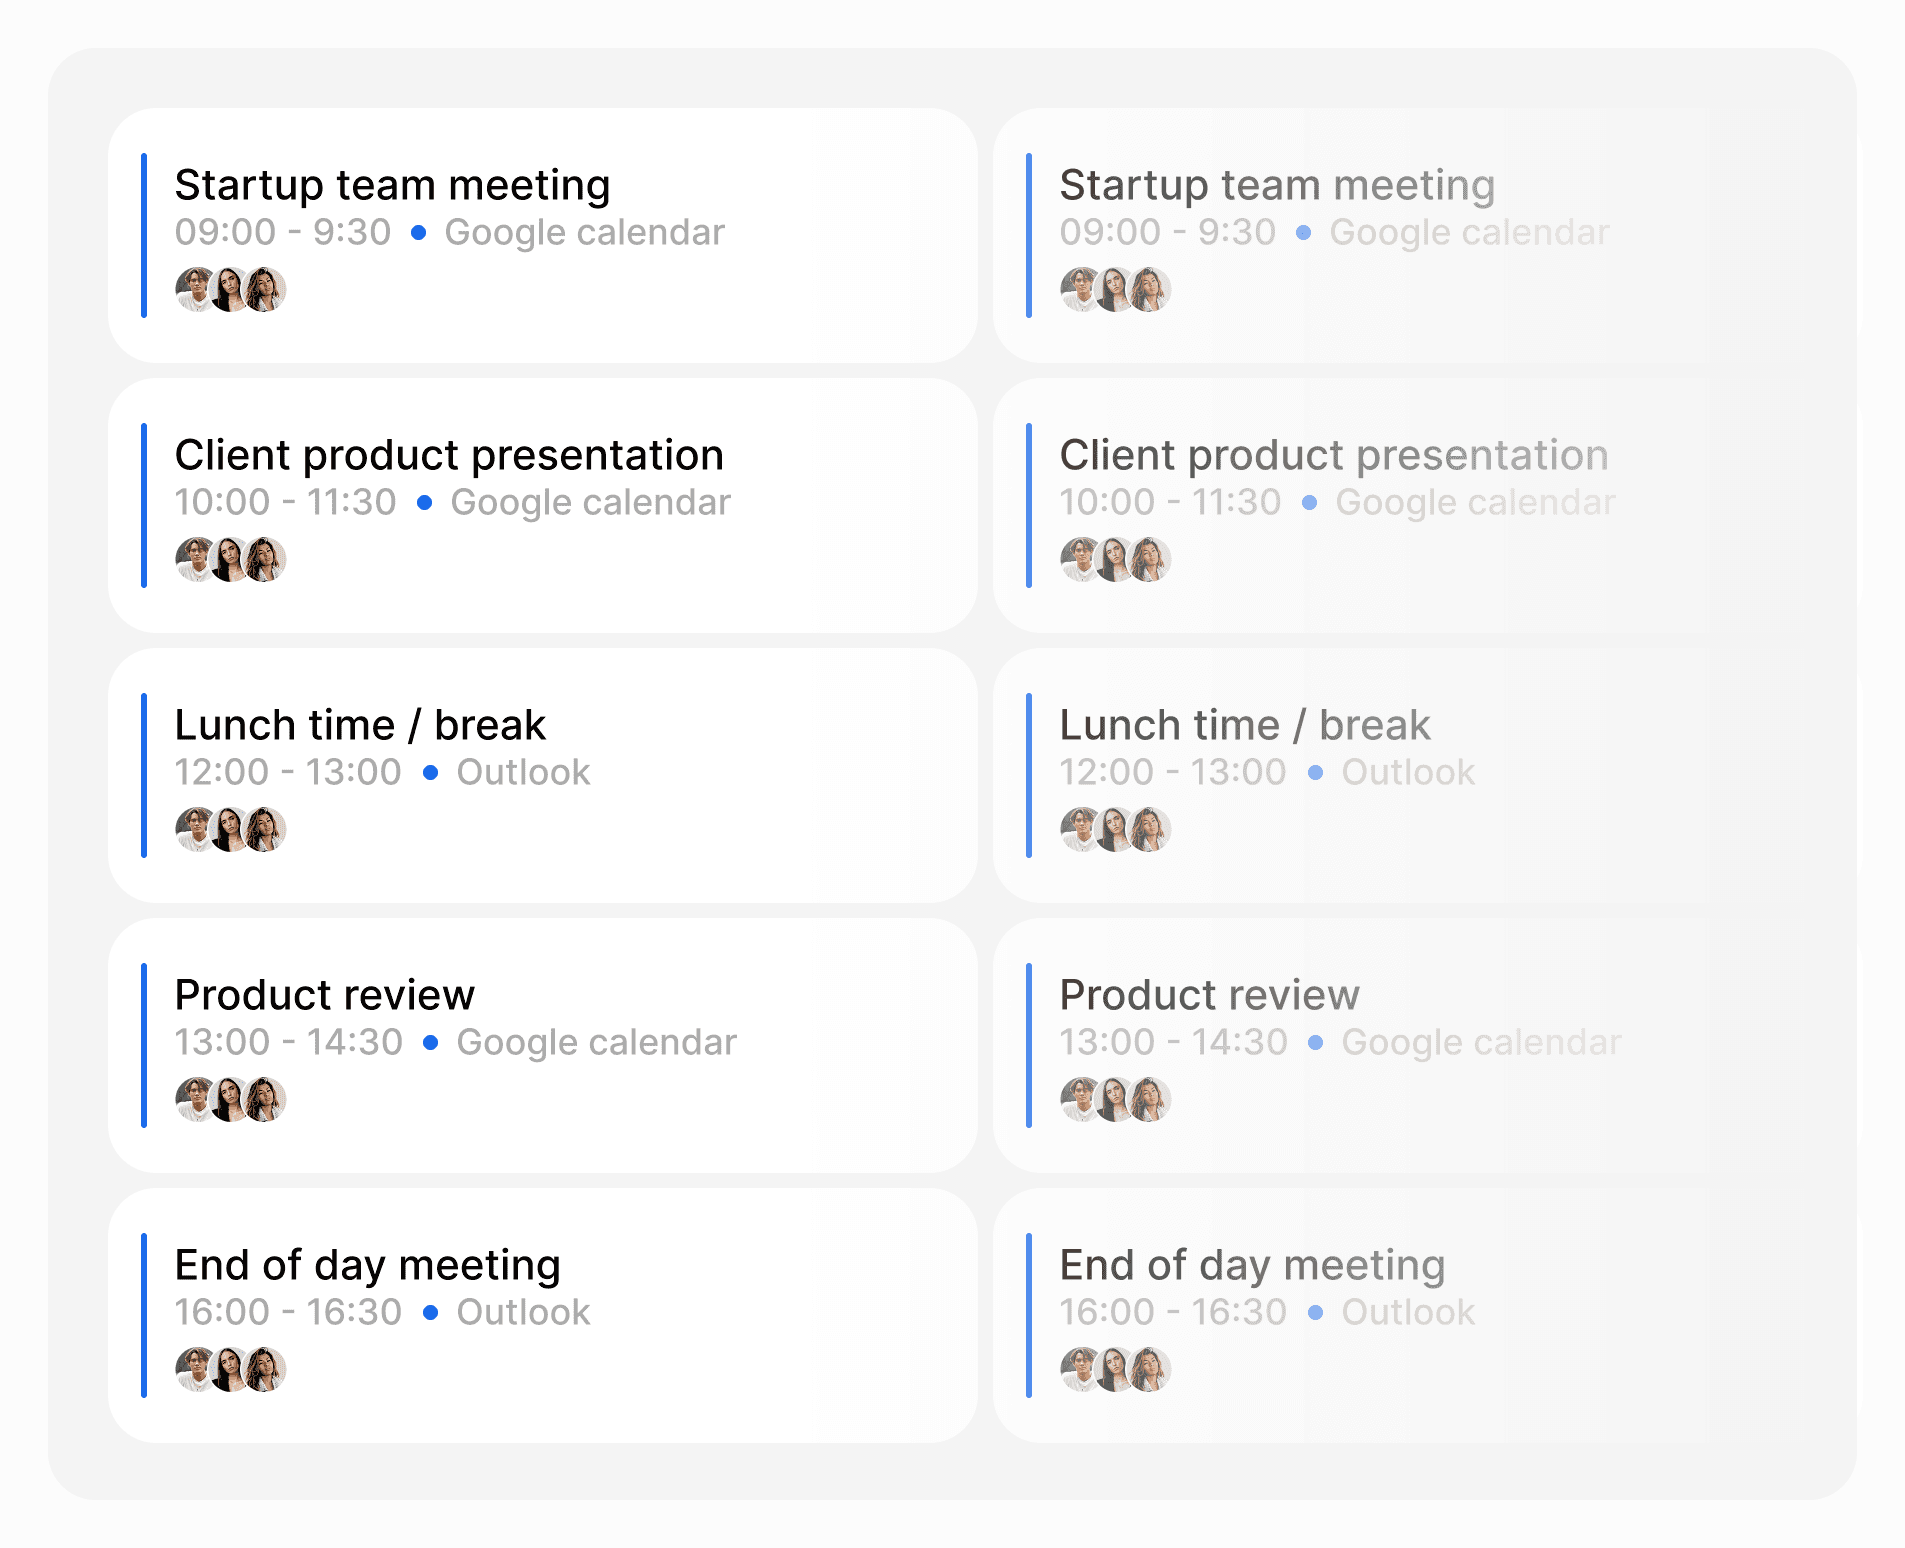 Startup team meeting
09:00 - 9:30 • Google calendar
Client product presentation
10:00 - 11:30 • Google calendar
Lunch time / break
12:00 - 13:00 • Outlook
Product review
13:00 - 14:30 • Google calendar
End of day meeting
16:00 - 16:30 • Outlook
Startup team meeting
09:00 - 9:30 • Google calendar
Client product presentation
10:00 - 11:30 • Google calendar
Lunch time / break
12:00 - 13:00 • Outlook
Product review
13:00 - 14:30 • Google calendar
End of day meeting
16:00 - 16:30 • Outlook